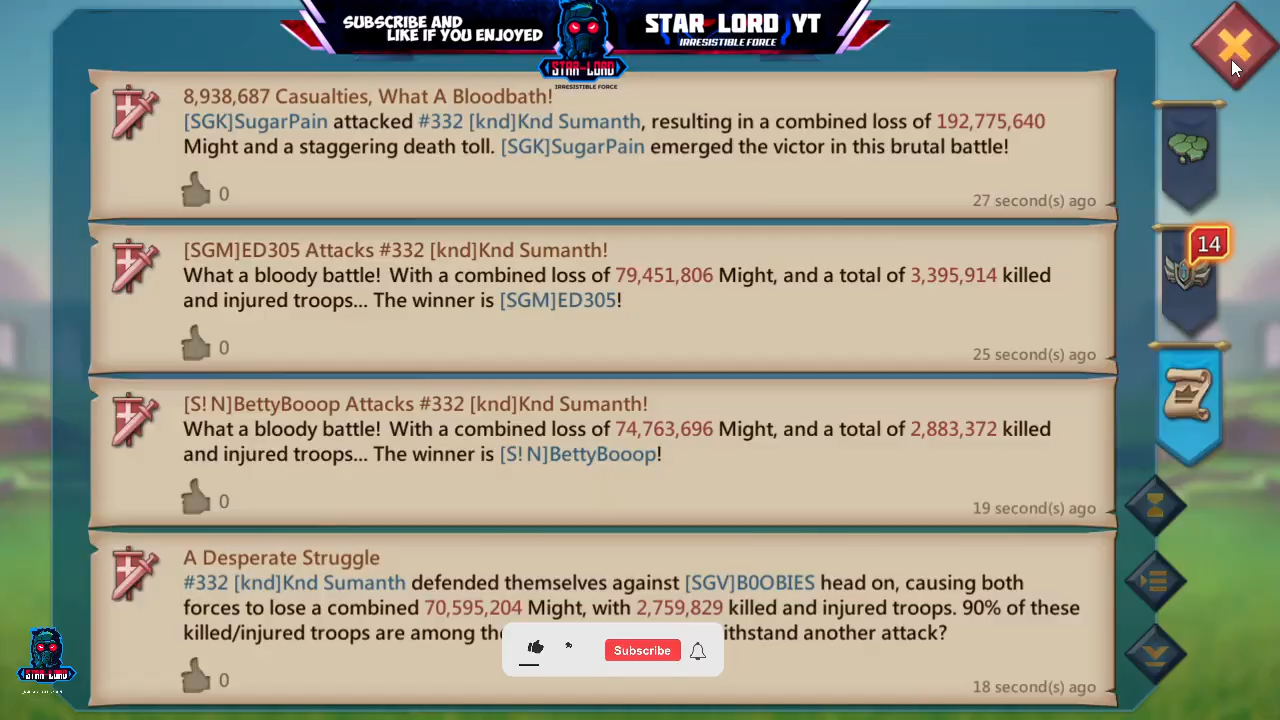 SUBSCRIBE AND
LIKE IF YOU ENJOYED
STAR-LORD
IRRESISTIBLE FORCE
STAR-LORD YT
IRRESISTIBLE FORCE
8,938,687 Casualties, What A Bloodbath!
[SGK]SugarPain attacked #332 [knd]Knd Sumanth, resulting in a combined loss of 192,775,640
Might and a staggering death toll. [SGK]SugarPain emerged the victor in this brutal battle!
0
27 second(s) ago
14
[SGM]ED305 Attacks #332 [knd]Knd Sumanth!
What a bloody battle! With a combined loss of 79,451,806 Might, and a total of 3,395,914 killed
and injured troops... The winner is [SGM]ED305!
0
25 second(s) ago
[S! N]BettyBooop Attacks #332 [knd]Knd Sumanth!
What a bloody battle! With a combined loss of 74,763,696 Might, and a total of 2,883,372 killed
and injured troops... The winner is [S! N]BettyBooop!
0
19 second(s) ago
A Desperate Struggle
#332 [knd]Knd Sumanth defended themselves against [SGV]B0OBIES head on, causing both
forces to lose a combined 70,595,204 Might, with 2,759,829 killed and injured troops. 90% of these
killed/injured troops are among the ithstand another attack?
Subscribe
0
18 second(s) ago
STAR-LORD